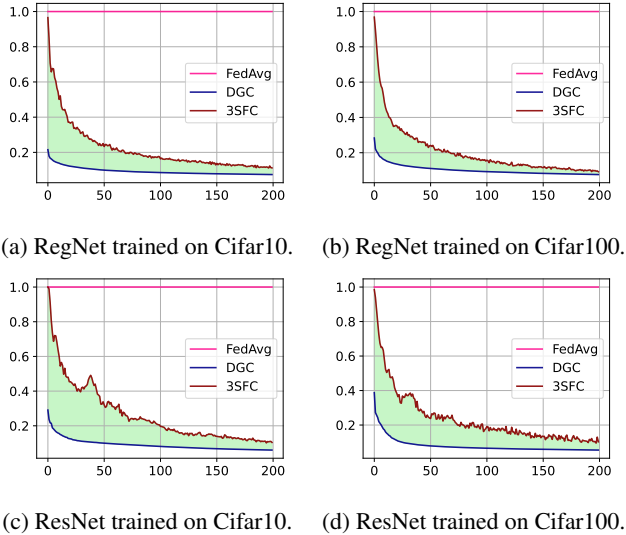 1.0
0.8
0.6
0.4
0.2
0 50 100 150 200
FedAvg
DGC
3SFC
(a) RegNet trained on Cifar10.
1.0
0.8
0.6
0.4
0.2
0 50 100 150 200
FedAvg
DGC
3SFC
(b) RegNet trained on Cifar100.
1.0
0.8
0.6
0.4
0.2
0 50 100 150 200
FedAvg
DGC
3SFC
(c) ResNet trained on Cifar10.
1.0
0.8
0.6
0.4
0.2
0 50 100 150 200
FedAvg
DGC
3SFC
(d) ResNet trained on Cifar100.